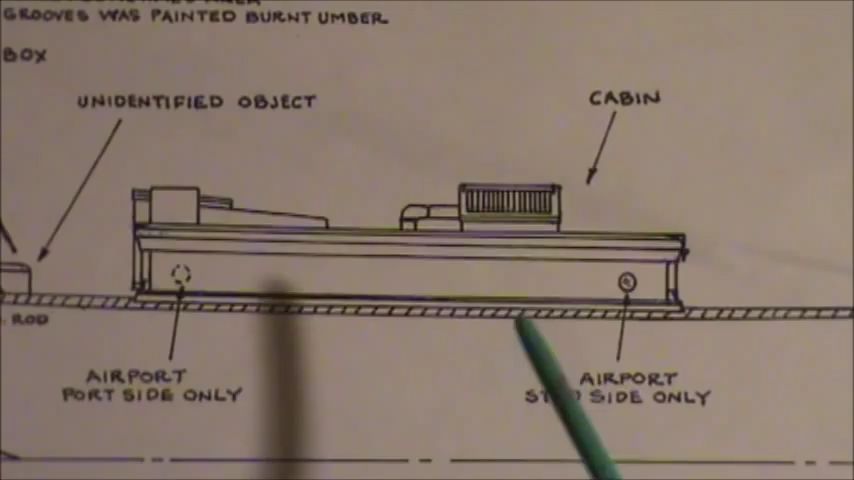 GROOVES WAS PAINTED BURNT UMBER
BOX
UNIDENTIFIED OBJECT
CABIN
ROD
AIRPORT
PORT SIDE ONLY
AIRPORT
SIDE ONLY